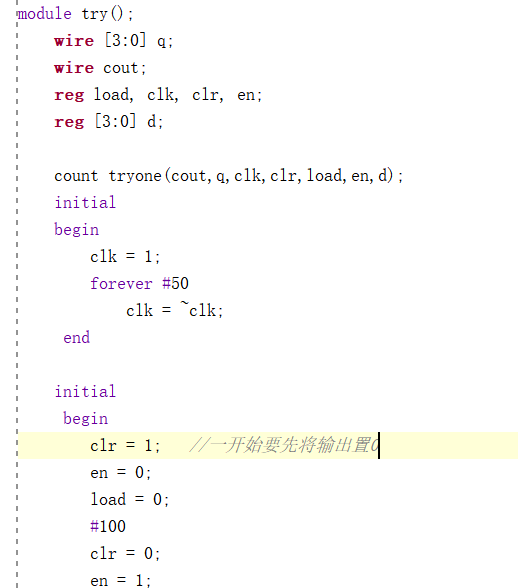 module try();
wire [3:0] q;
wire cout;
reg load, clk, clr, en;
reg [3:0] d;
count tryone(cout,q,clk,clr,load,en,d);
initial
begin
clk = 1;
forever #50
clk = ~clk;
end
initial
begin
clr = 1; //一开始要先将输出置0
en = 0;
load = 0;
#100
clr = 0;
en = 1;